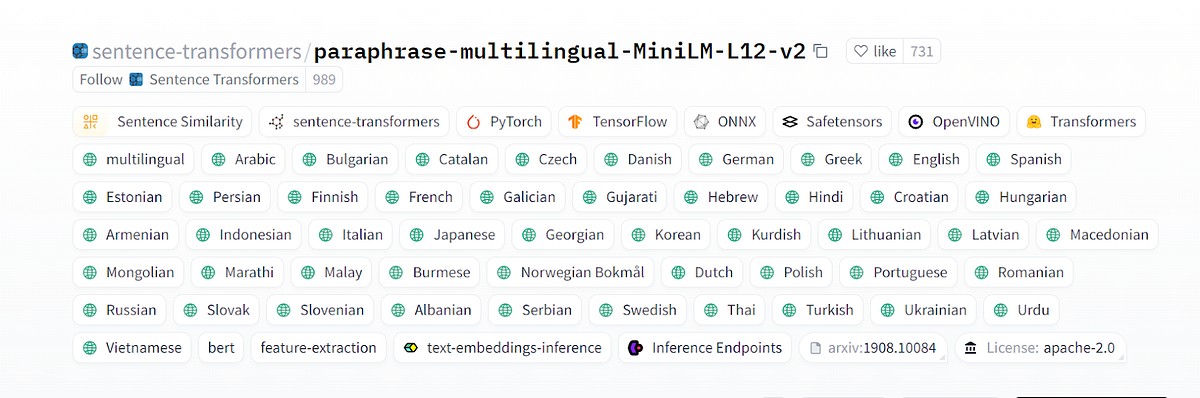 sentence-transformers/paraphrase-multilingual-MiniLM-L12-v2 like 731
Follow Sentence Transformers 989
Sentence Similarity sentence-transformers PyTorch TensorFlow ONNX Safetensors OpenVINO Transformers
multilingual Arabic Bulgarian Catalan Czech Danish German Greek English Spanish
Estonian Persian Finnish French Galician Gujarati Hebrew Hindi Croatian Hungarian
Armenian Indonesian Italian Japanese Georgian Korean Kurdish Lithuanian Latvian Macedonian
Mongolian Marathi Malay Burmese Norwegian Bokmål Dutch Polish Portuguese Romanian
Russian Slovak Slovenian Albanian Serbian Swedish Thai Turkish Ukrainian Urdu
Vietnamese bert feature-extraction text-embeddings-inference Inference Endpoints arxiv:1908.10084 License: apache-2.0